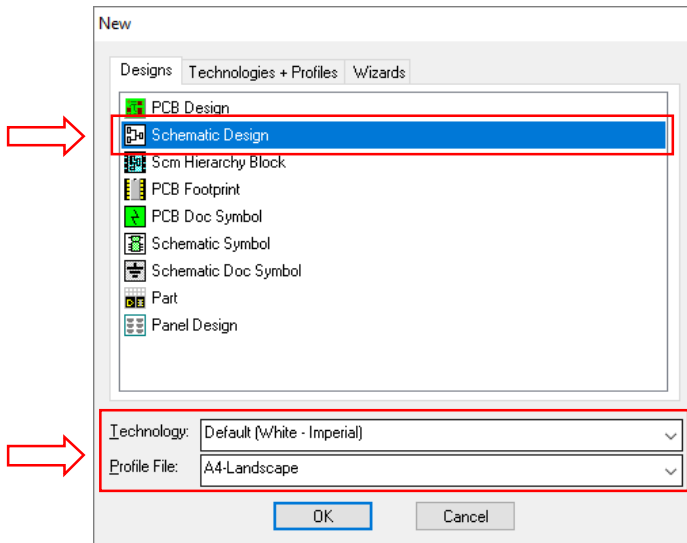 New
Designs Technologies + Profiles Wizards
PCB Design
Schematic Design
Scm Hierarchy Block
PCB Footprint
PCB Doc Symbol
Schematic Symbol
Schematic Doc Symbol
Part
Panel Design
Technology: Default (White - Imperial)
Profile File: A4-Landscape
OK Cancel